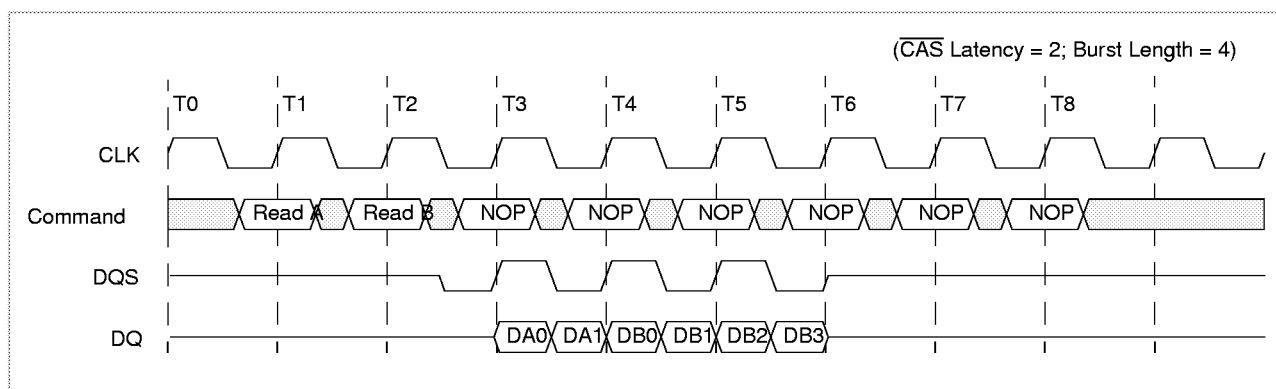 (CAS Latency = 2; Burst Length = 4)
T0 T1 T2 T3 T4 T5 T6 T7 T8
CLK
Command Read A Read B NOP NOP NOP NOP NOP NOP
DQS
DQ DA0 DA1 DB0 DB1 DB2 DB3